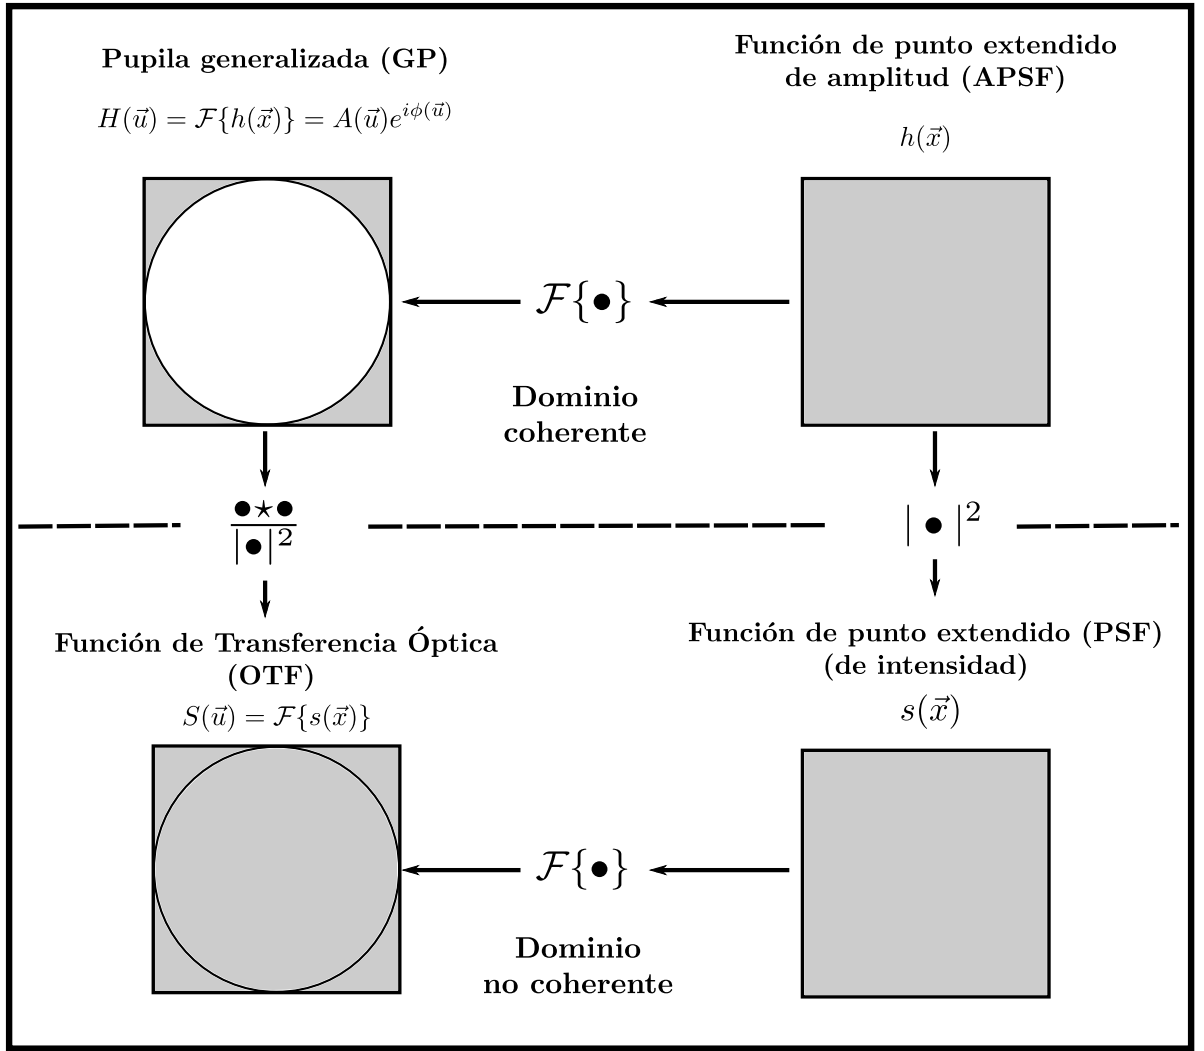 Pupila generalizada (GP)
H(u⃗) = ℱ{h(x⃗)} = A(u⃗)e^{iϕ(u⃗)}
Función de punto extendido
de amplitud (APSF)
h(x⃗)
ℱ{•}
Dominio
coherente
•⋆•
|•|²
| • |²
Función de Transferencia Óptica
(OTF)
S(u⃗) = ℱ{s(x⃗)}
Función de punto extendido (PSF)
(de intensidad)
s(x⃗)
ℱ{•}
Dominio
no coherente